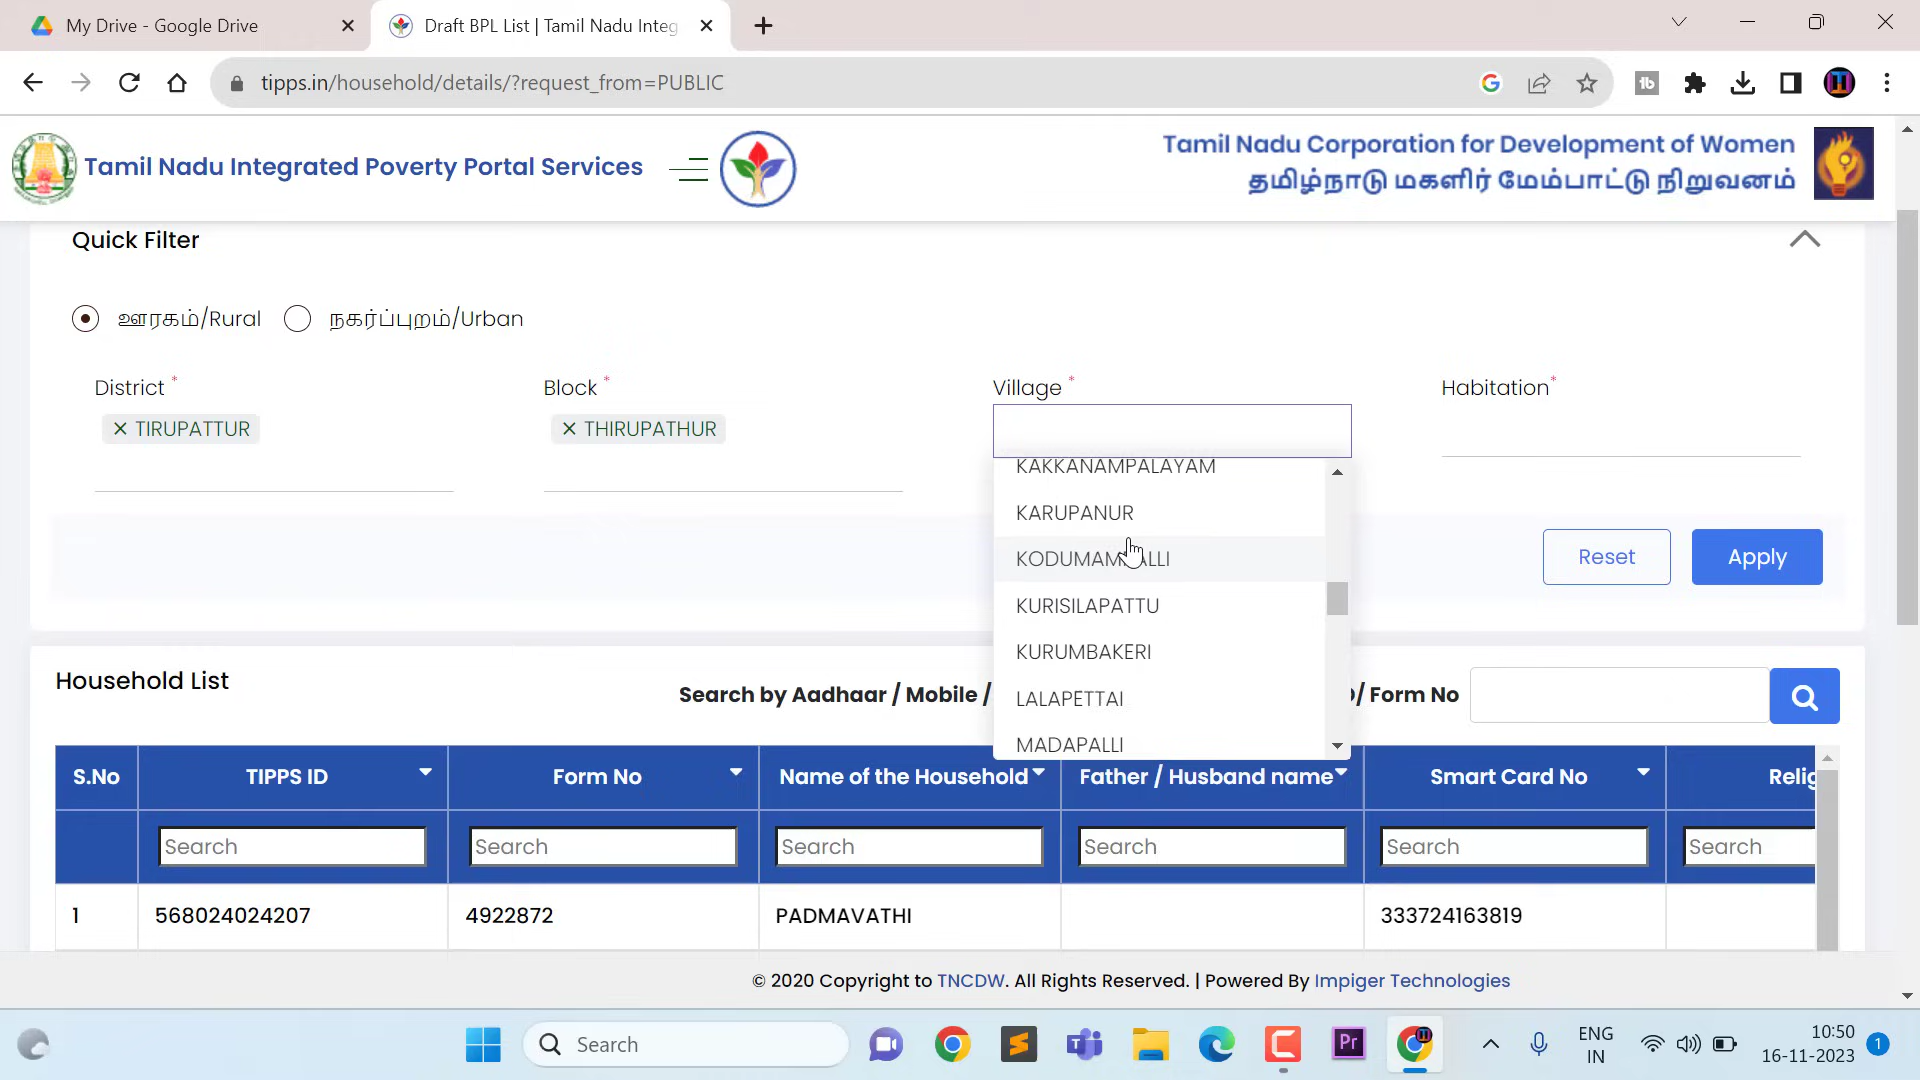 My Drive - Google Drive
Draft BPL List | Tamil Nadu Integ
tipps.in/household/details/?request_from=PUBLIC
Tamil Nadu Integrated Poverty Portal Services
Tamil Nadu Corporation for Development of Women
தமிழ்நாடு மகளிர் மேம்பாட்டு நிறுவனம்
Quick Filter
ஊரகம்/Rural நகர்ப்புறம்/Urban
District * Block * Village * Habitation*
× TIRUPATTUR × THIRUPATHUR
KAKKANAMPALAYAM
KARUPANUR
KODUMAMPALLI
KURISILAPATTU
KURUMBAKERI
LALAPETTAI
MADAPALLI
Reset Apply
Household List
Search by Aadhaar / Mobile / / Form No
S.No TIPPS ID Form No Name of the Household Father / Husband name Smart Card No Relig
Search Search Search Search Search Search
1 568024024207 4922872 PADMAVATHI 333724163819
© 2020 Copyright to TNCDW. All Rights Reserved. | Powered By Impiger Technologies
Search
Pr
ENG
IN
10:50
16-11-2023
1